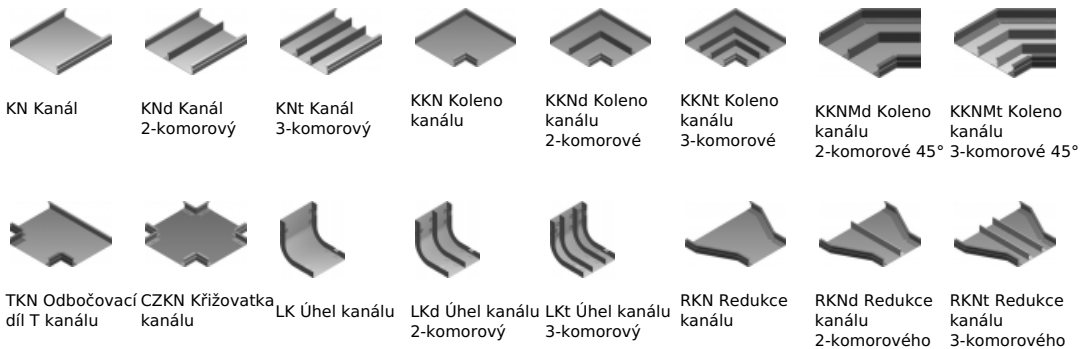 KN Kanál
KNd Kanál
2-komorový
KNt Kanál
3-komorový
KKN Koleno
kanálu
KKNd Koleno
kanálu
2-komorové
KKNt Koleno
kanálu
3-komorové
KKNMd Koleno
kanálu
2-komorové 45°
KKNMt Koleno
kanálu
3-komorové 45°
TKN Odbočovací
díl T kanálu
CZKN Křižovatka
kanálu
LK Úhel kanálu
LKd Úhel kanálu
2-komorový
LKt Úhel kanálu
3-komorový
RKN Redukce
kanálu
RKNd Redukce
kanálu
2-komorového
RKNt Redukce
kanálu
3-komorového